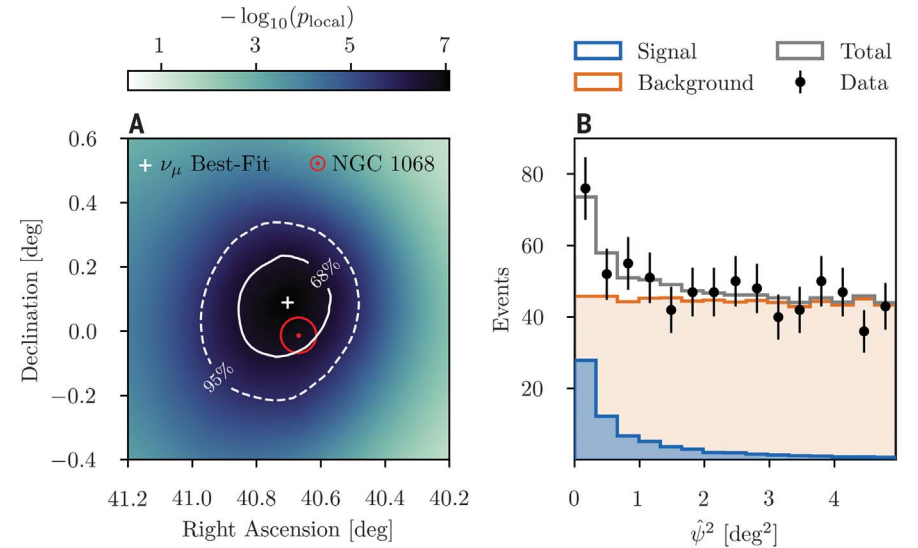 − log₁₀(p_local)
1 3 5 7
A
ν_μ Best-Fit NGC 1068
68%
95%
0.6
0.4
0.2
0.0
−0.2
−0.4
Declination [deg]
41.2 41.0 40.8 40.6 40.4 40.2
Right Ascension [deg]
Signal Total
Background Data
B
80
60
40
20
Events
0 1 2 3 4
ψ̂² [deg²]